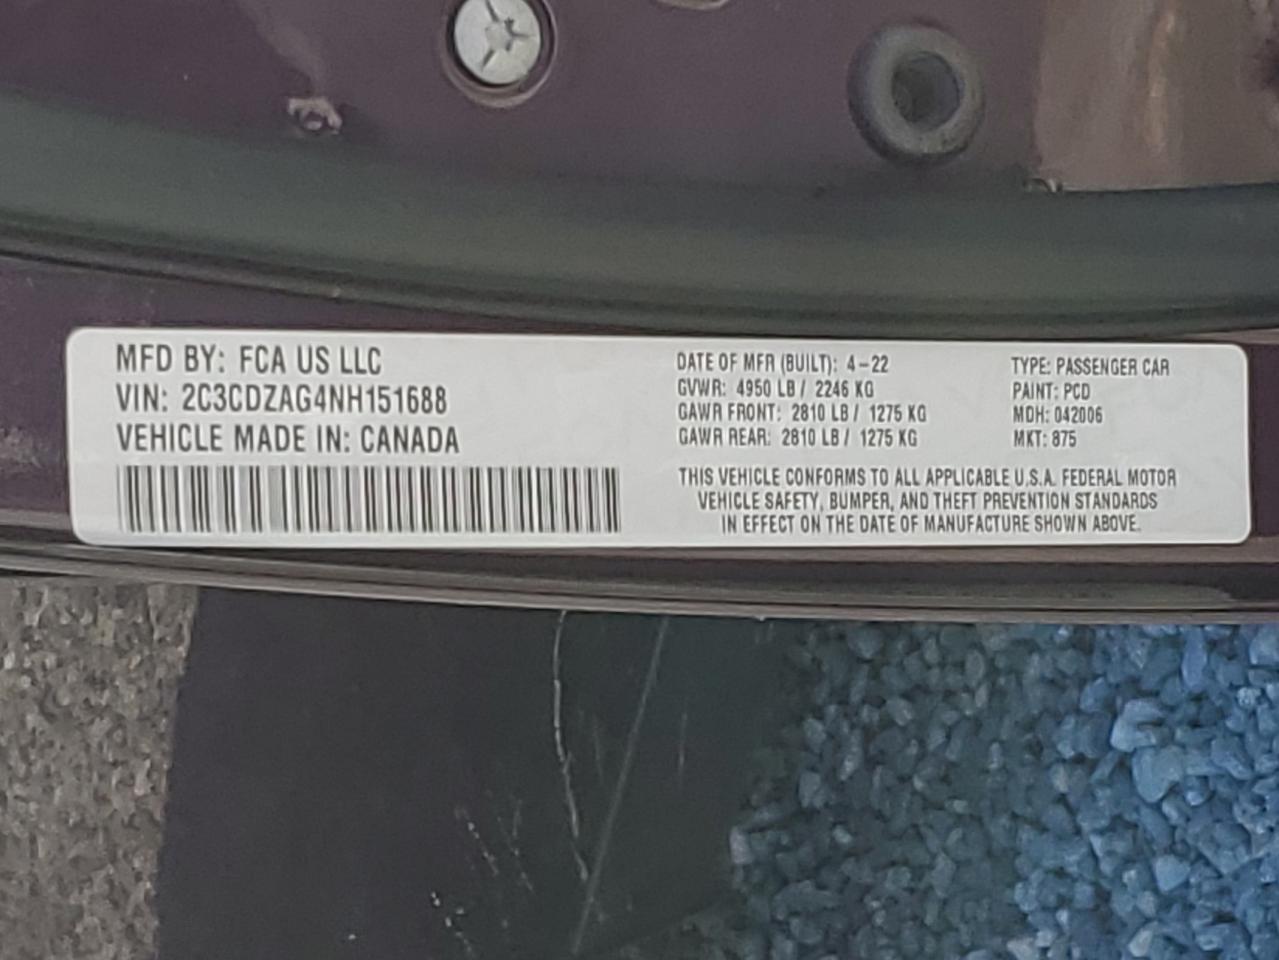 MFD BY: FCA US LLC
VIN: 2C3CDZAG4NH151688
VEHICLE MADE IN: CANADA
DATE OF MFR (BUILT): 4-22
GVWR: 4950 LB / 2246 KG
GAWR FRONT: 2810 LB / 1275 KG
GAWR REAR: 2810 LB / 1275 KG
TYPE: PASSENGER CAR
PAINT: PCD
MDH: 042006
MKT: 875
THIS VEHICLE CONFORMS TO ALL APPLICABLE U.S.A. FEDERAL MOTOR
VEHICLE SAFETY, BUMPER, AND THEFT PREVENTION STANDARDS
IN EFFECT ON THE DATE OF MANUFACTURE SHOWN ABOVE.